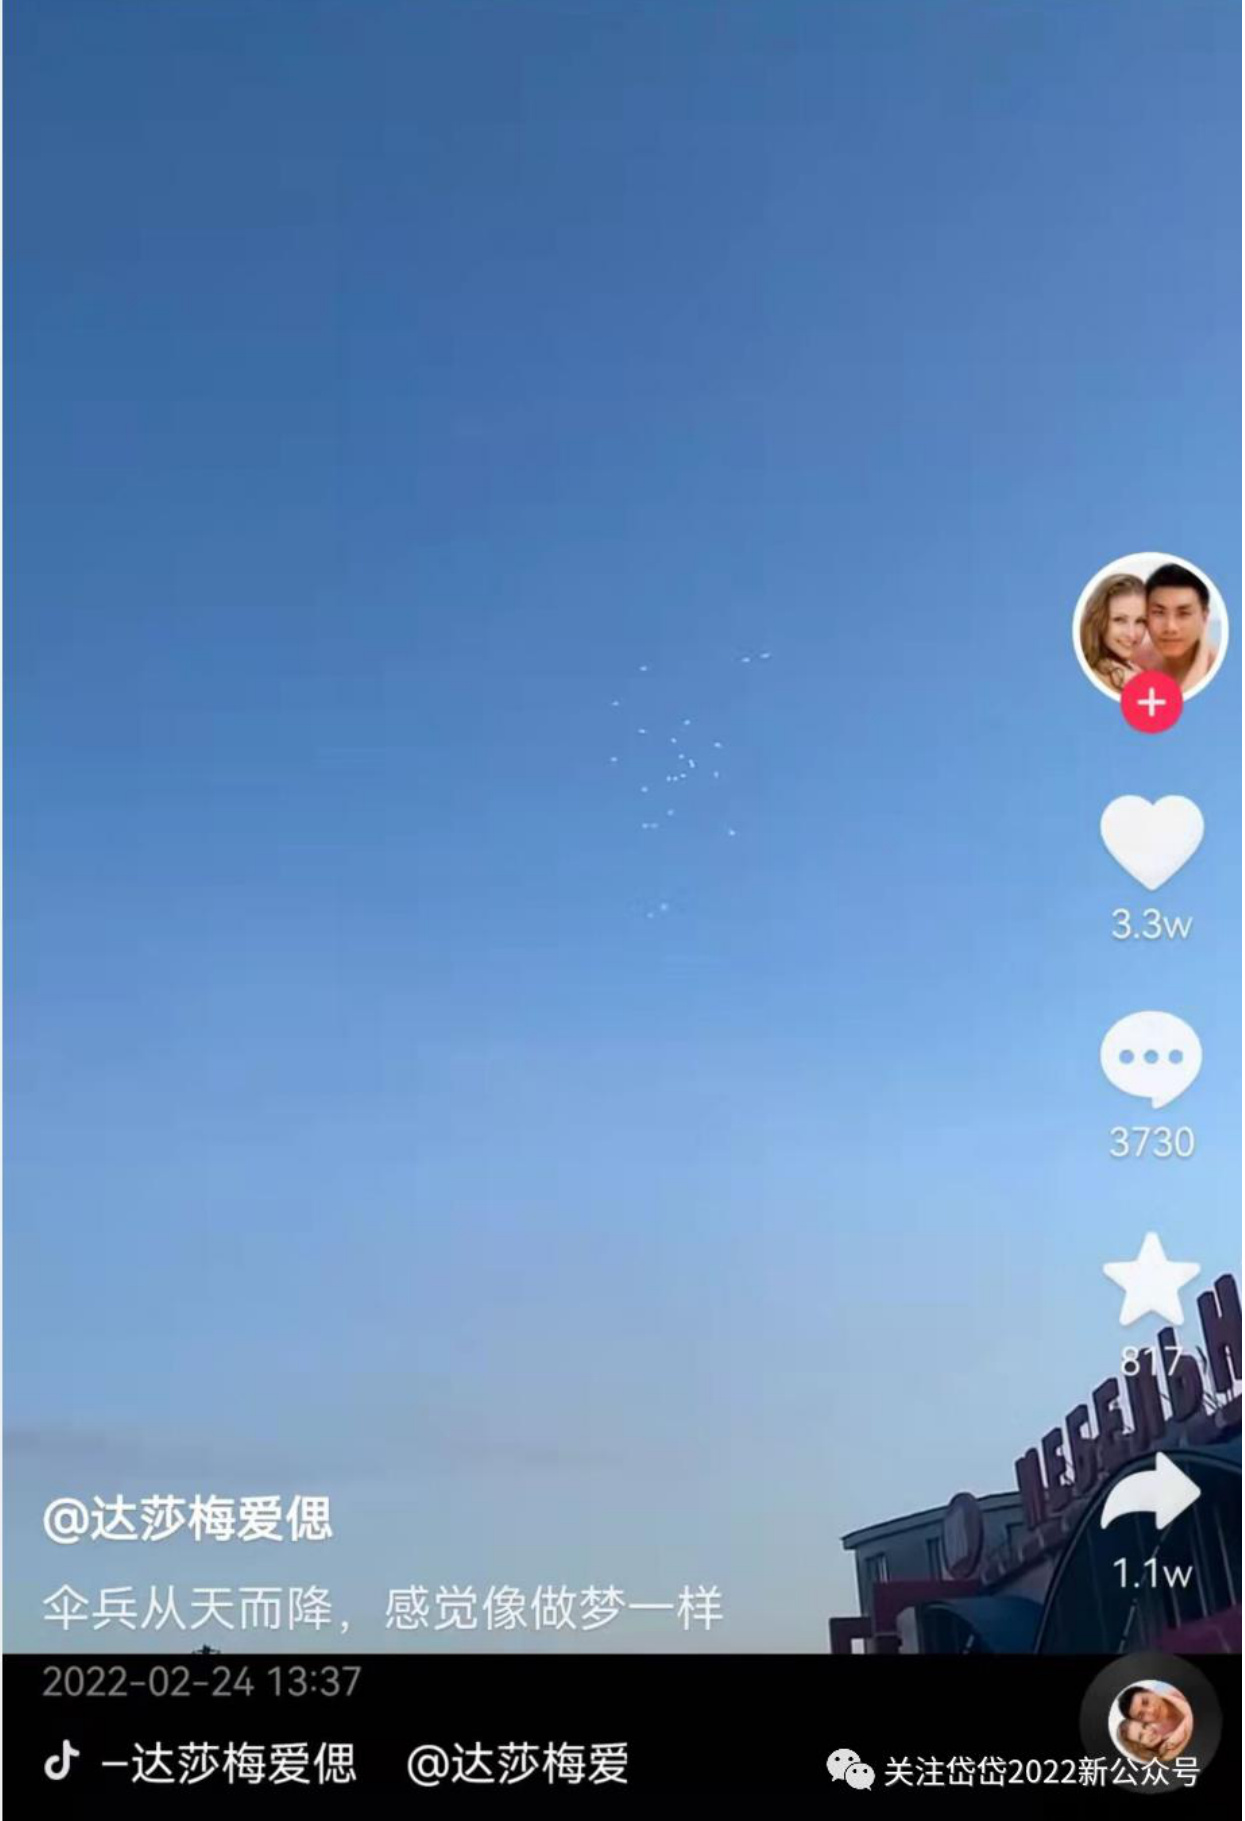 3.3w
3730
817
МЕБЕЛЬН
1.1w
@达莎梅爱偲
伞兵从天而降，感觉像做梦一样
2022-02-24 13:37
–达莎梅爱偲 @达莎梅爱
关注岱岱2022新公众号